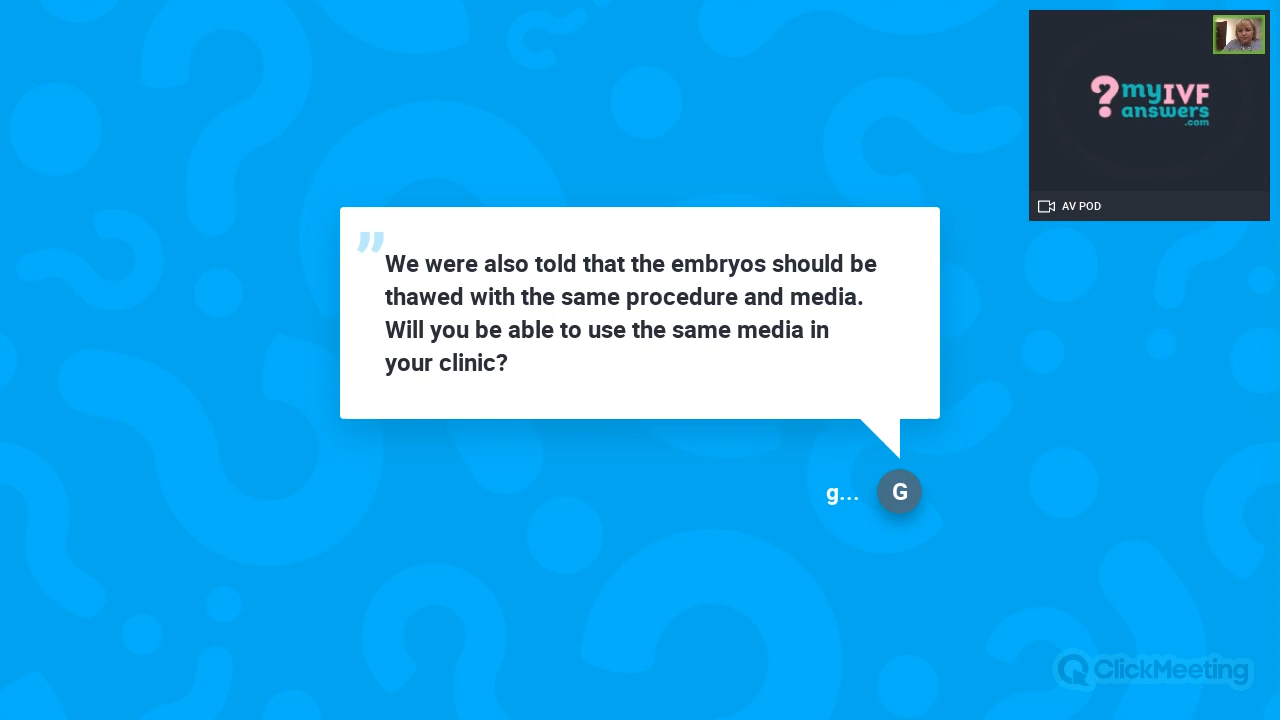 ?myIVF
answers
.com
AV POD
”
We were also told that the embryos should be
thawed with the same procedure and media.
Will you be able to use the same media in
your clinic?
g...
G
ClickMeeting